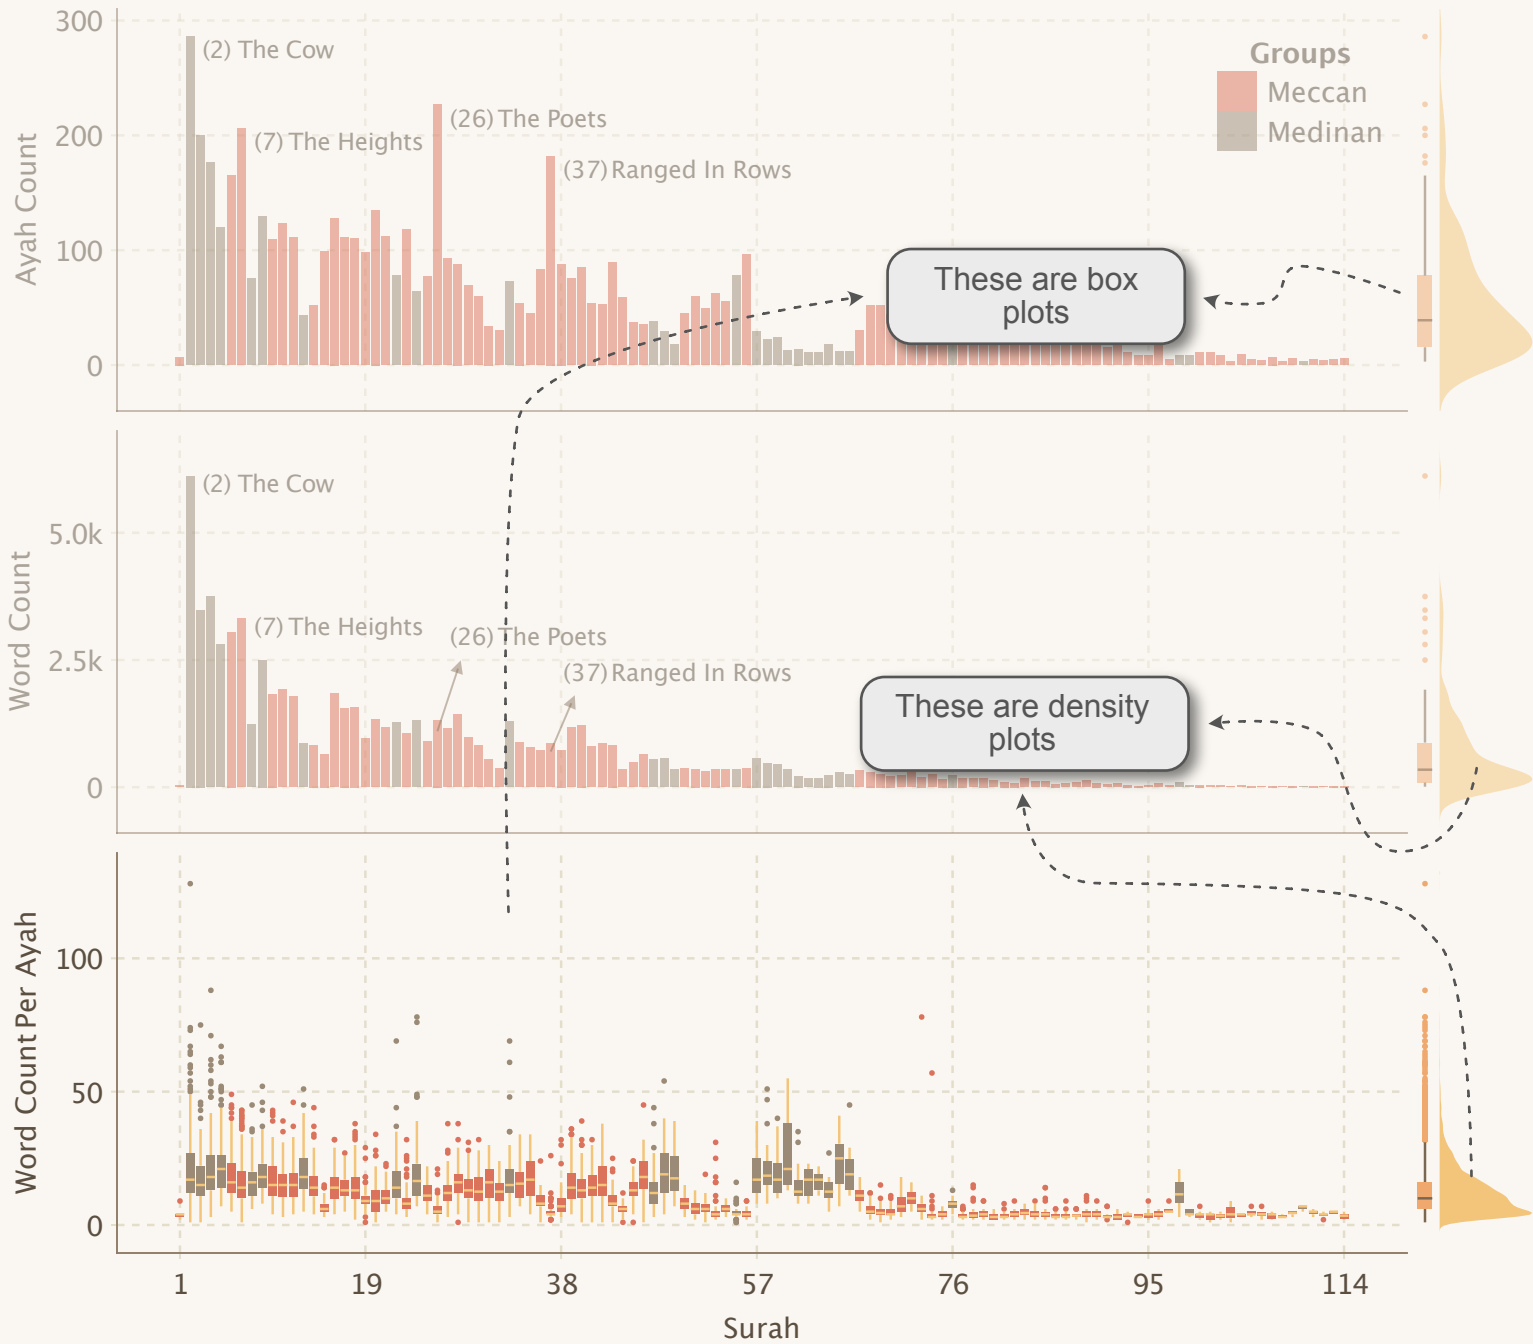 300
200
100
0
Ayah Count
(2) The Cow
(7) The Heights
(26) The Poets
(37) Ranged In Rows
Groups
Meccan
Medinan
These are box
plots
5.0k
2.5k
0
Word Count
(2) The Cow
(7) The Heights
(26) The Poets
(37) Ranged In Rows
These are density
plots
100
50
0
Word Count Per Ayah
1 19 38 57 76 95 114
Surah